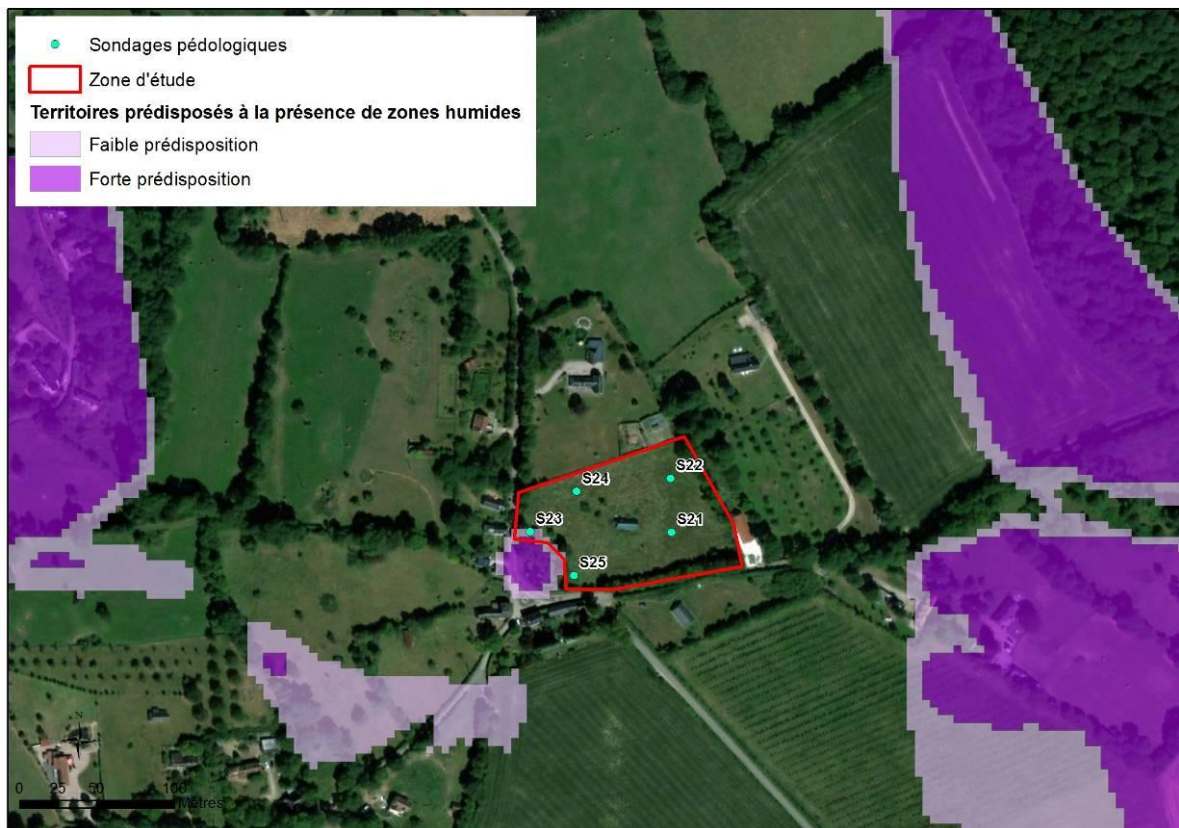 Sondages pédologiques
Zone d'étude
Territoires prédisposés à la présence de zones humides
Faible prédisposition
Forte prédisposition
S22
S24
S23
S21
S25
z
0 25 50 100
Mètres